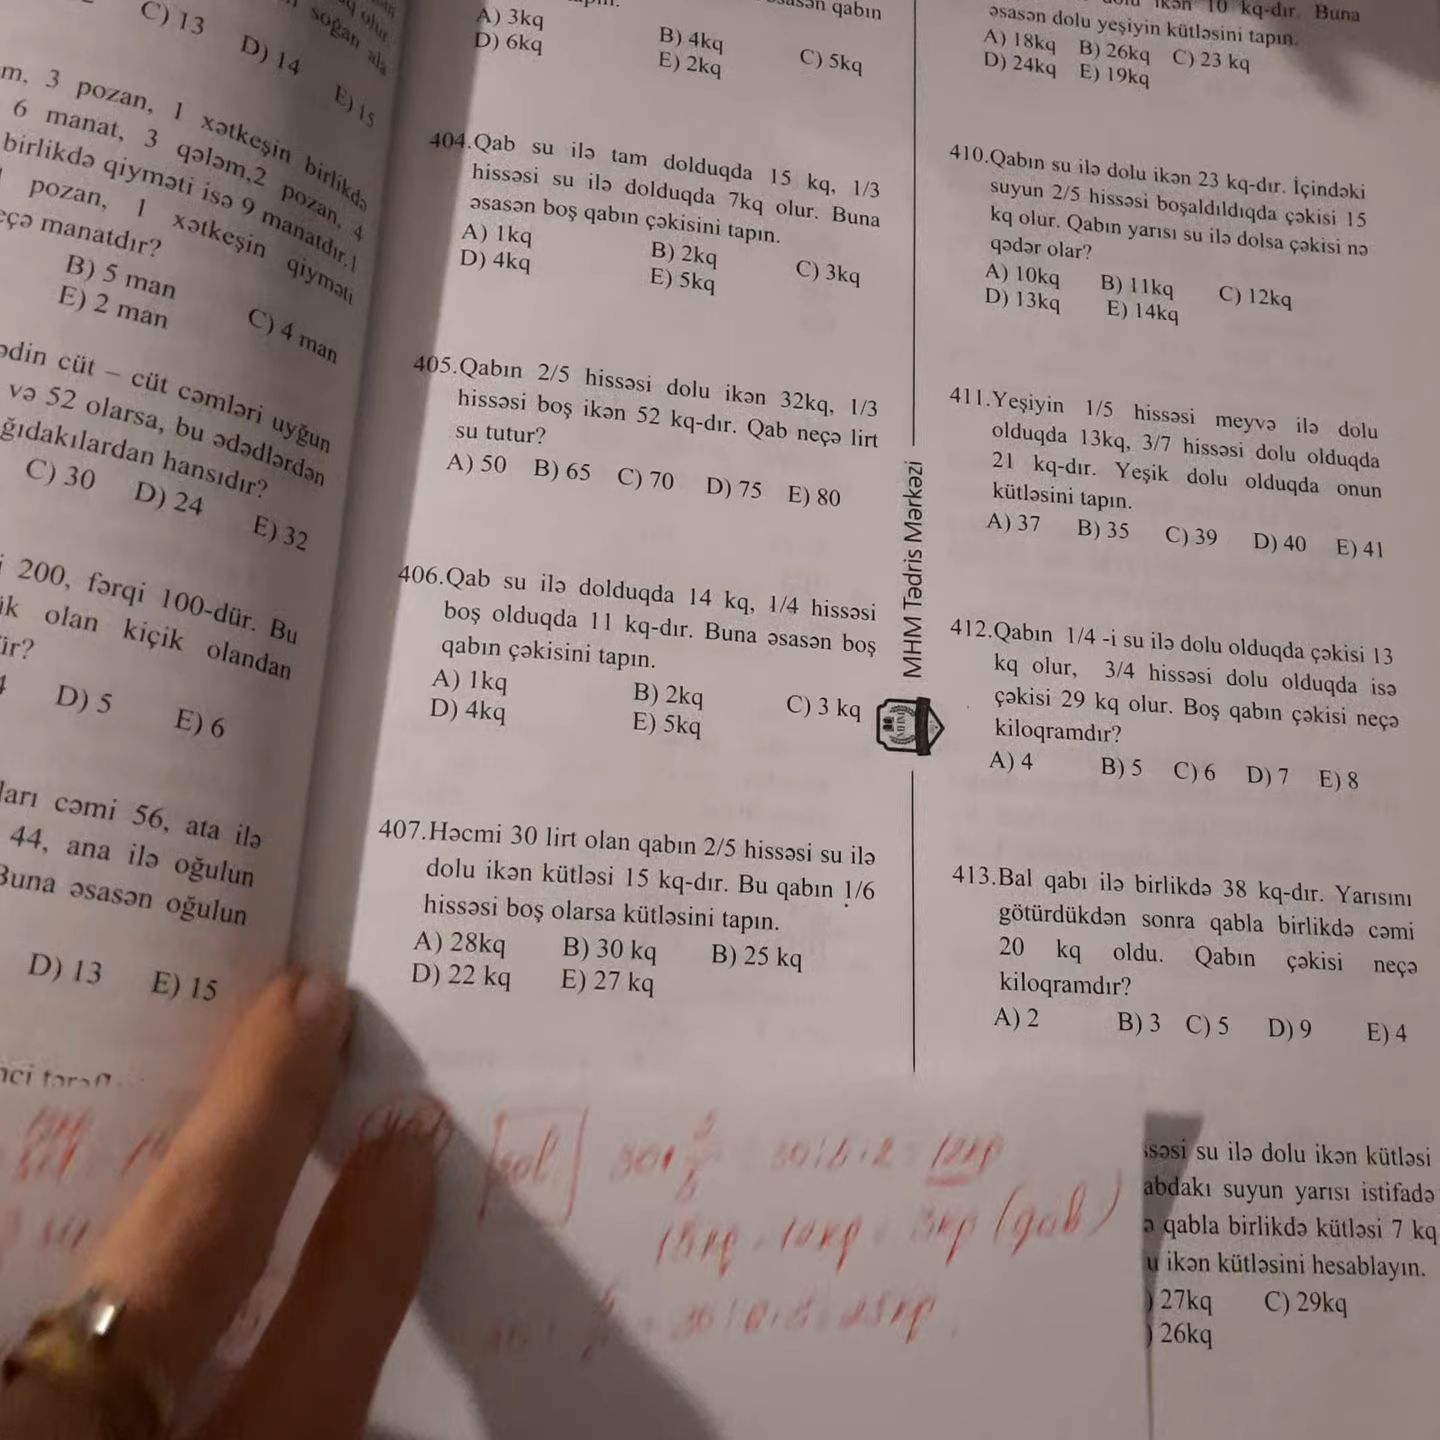 C) 13
D) 14
E) 15
soğan ala
m, 3 pozan, 1 xətkeşin birlikdə
6 manat, 3 qələm,2 pozan, 4
birlikdə qiyməti isə 9 manatdır.1
pozan, 1 xətkeşin qiyməti
manatdır?
B) 5 man
C) 4 man
E) 2 man
cüt – cüt cəmləri uyğun
və 52 olarsa, bu ədədlərdən
hansıdır?
C) 30 D) 24
E) 32
200, fərqi 100-dür. Bu
olan kiçik olandan
D) 5 E) 6
cəmi 56, ata ilə
44, ana ilə oğulun
Buna əsasən oğulun
D) 13 E) 15
qabın
A) 3kq B) 4kq C) 5kq
D) 6kq E) 2kq
404.Qab su ilə tam dolduqda 15 kq, 1/3
hissəsi su ilə dolduqda 7kq olur. Buna
əsasən boş qabın çəkisini tapın.
A) 1kq B) 2kq C) 3kq
D) 4kq E) 5kq
405.Qabın 2/5 hissəsi dolu ikən 32kq, 1/3
hissəsi boş ikən 52 kq-dır. Qab neçə lirt
su tutur?
A) 50 B) 65 C) 70 D) 75 E) 80
406.Qab su ilə dolduqda 14 kq, 1/4 hissəsi
boş olduqda 11 kq-dır. Buna əsasən boş
qabın çəkisini tapın.
A) 1kq B) 2kq C) 3 kq
D) 4kq E) 5kq
407.Həcmi 30 lirt olan qabın 2/5 hissəsi su ilə
dolu ikən kütləsi 15 kq-dır. Bu qabın 1/6
hissəsi boş olarsa kütləsini tapın.
A) 28kq B) 30 kq B) 25 kq
D) 22 kq E) 27 kq
MHM Tədris Mərkəzi
ikən 10 kq-dır. Buna
əsasən dolu yeşiyin kütləsini tapın.
A) 18kq B) 26kq C) 23 kq
D) 24kq E) 19kq
410.Qabın su ilə dolu ikən 23 kq-dır. İçindəki
suyun 2/5 hissəsi boşaldıldıqda çəkisi 15
kq olur. Qabın yarısı su ilə dolsa çəkisi nə
qədər olar?
A) 10kq B) 11kq C) 12kq
D) 13kq E) 14kq
411.Yeşiyin 1/5 hissəsi meyvə ilə dolu
olduqda 13kq, 3/7 hissəsi dolu olduqda
21 kq-dır. Yeşik dolu olduqda onun
kütləsini tapın.
A) 37 B) 35 C) 39 D) 40 E) 41
412.Qabın 1/4 -i su ilə dolu olduqda çəkisi 13
kq olur, 3/4 hissəsi dolu olduqda isə
çəkisi 29 kq olur. Boş qabın çəkisi neçə
kiloqramdır?
A) 4 B) 5 C) 6 D) 7 E) 8
413.Bal qabı ilə birlikdə 38 kq-dır. Yarısını
götürdükdən sonra qabla birlikdə cəmi
20 kq oldu. Qabın çəkisi neçə
kiloqramdır?
A) 2 B) 3 C) 5 D) 9 E) 4
su ilə dolu ikən kütləsi
suyun yarısı istifadə
qabla birlikdə kütləsi 7 kq
ikən kütləsini hesablayın.
27kq C) 29kq
26kq